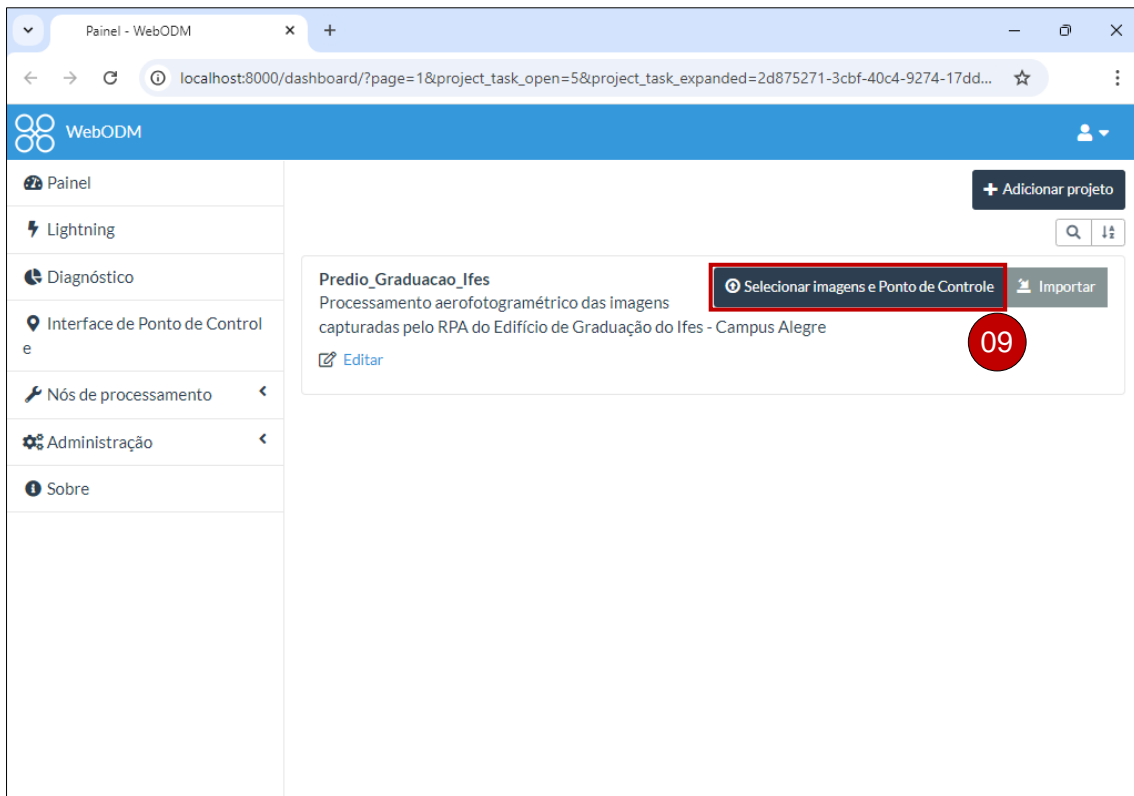 Painel - WebODM
localhost:8000/dashboard/?page=1&project_task_open=5&project_task_expanded=2d875271-3cbf-40c4-9274-17dd...
WebODM
Painel
Lightning
Diagnóstico
Interface de Ponto de Control
e
Nós de processamento
Administração
Sobre
Adicionar projeto
Predio_Graduacao_Ifes
Selecionar imagens e Ponto de Controle
Importar
Processamento aerofotogramétrico das imagens
capturadas pelo RPA do Edifício de Graduação do Ifes - Campus Alegre
09
Editar